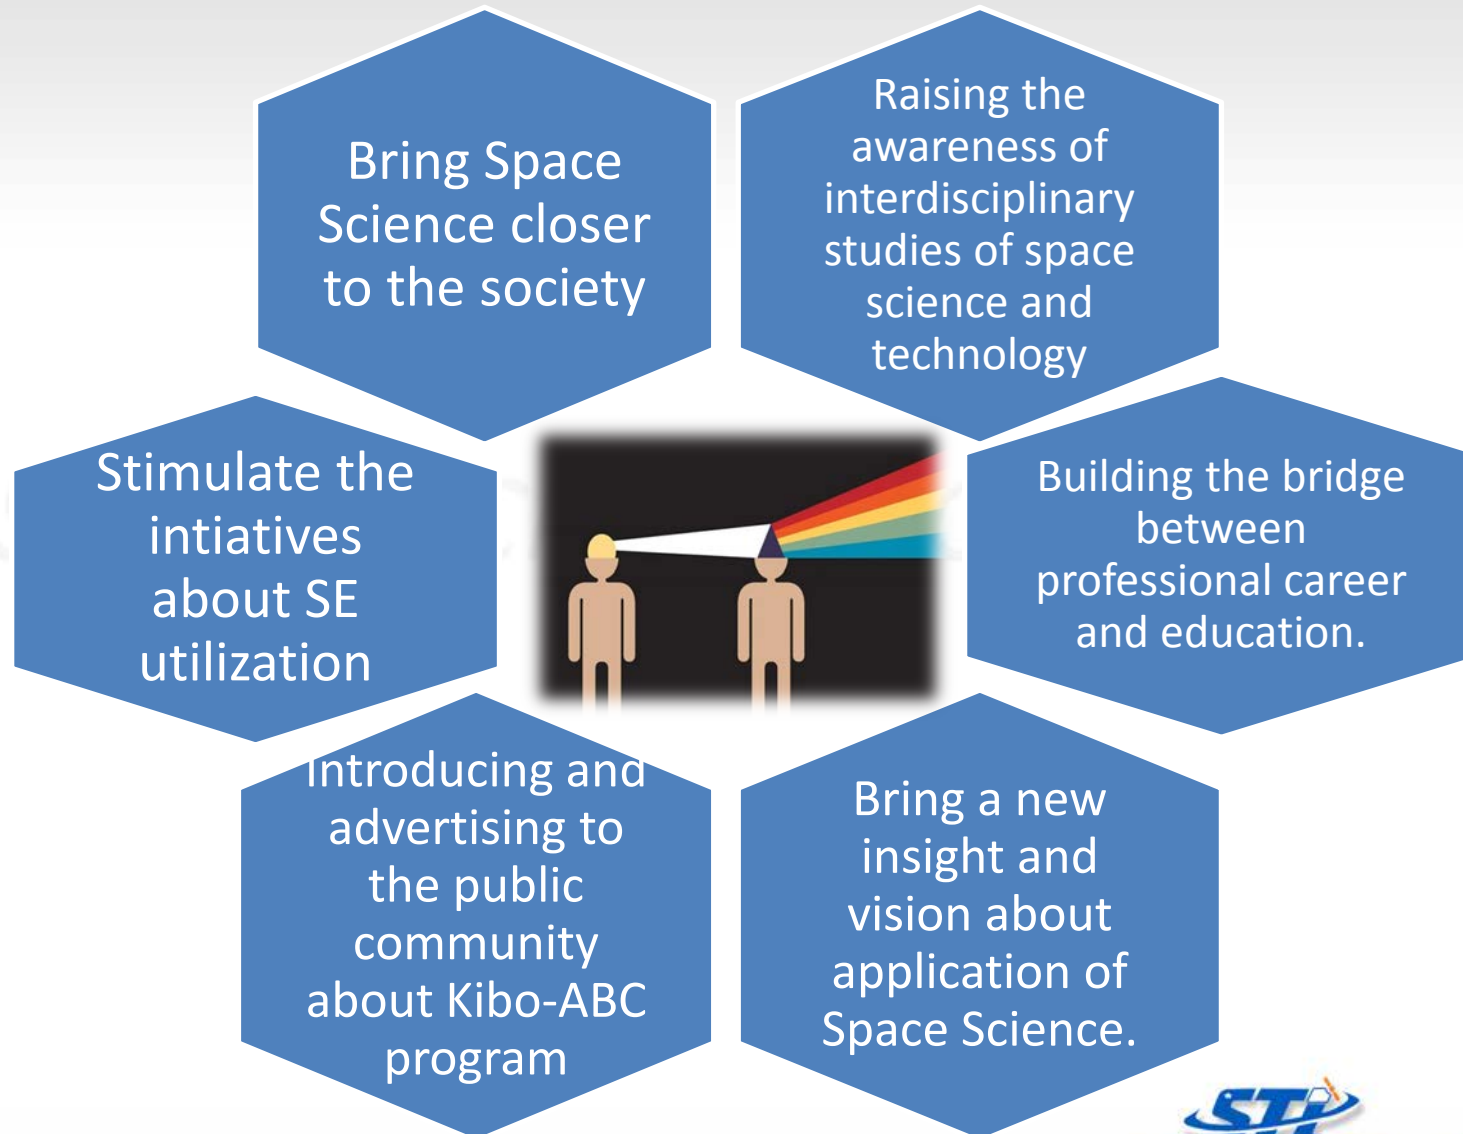 Bring Space
Science closer
to the society
Raising the
awareness of
interdisciplinary
studies of space
science and
technology
Stimulate the
intiatives
about SE
utilization
Building the bridge
between
professional career
and education.
Introducing and
advertising to
the public
community
about Kibo-ABC
program
Bring a new
insight and
vision about
application of
Space Science.
STI